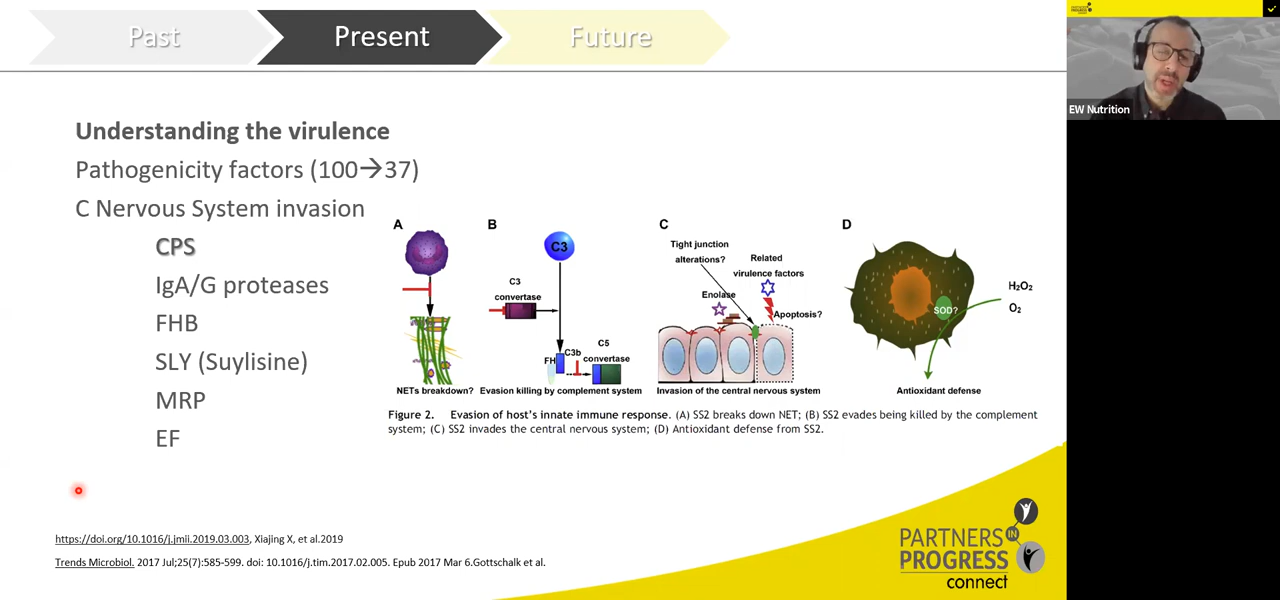 Past
Present
Future
PARTNERS IN
PROGRESS
connect
EW Nutrition
Understanding the virulence
Pathogenicity factors (100→37)
C Nervous System invasion
CPS
IgA/G proteases
FHB
SLY (Suylisine)
MRP
EF
A
B
C3
C3
convertase
FH
C3b
C5
convertase
C
Tight junction
alterations?
Related
virulence factors
Enolase
Apoptosis?
D
SOD?
H₂O₂
O₂
NETs breakdown?
Evasion killing by complement system
Invasion of the central nervous system
Antioxidant defense
Figure 2. Evasion of host's innate immune response. (A) SS2 breaks down NET; (B) SS2 evades being killed by the complement
system; (C) SS2 invades the central nervous system; (D) Antioxidant defense from SS2.
https://doi.org/10.1016/j.jmii.2019.03.003, Xiajing X, et al.2019
Trends Microbiol. 2017 Jul;25(7):585-599. doi: 10.1016/j.tim.2017.02.005. Epub 2017 Mar 6.Gottschalk et al.
PARTNERS IN
PROGRESS
connect